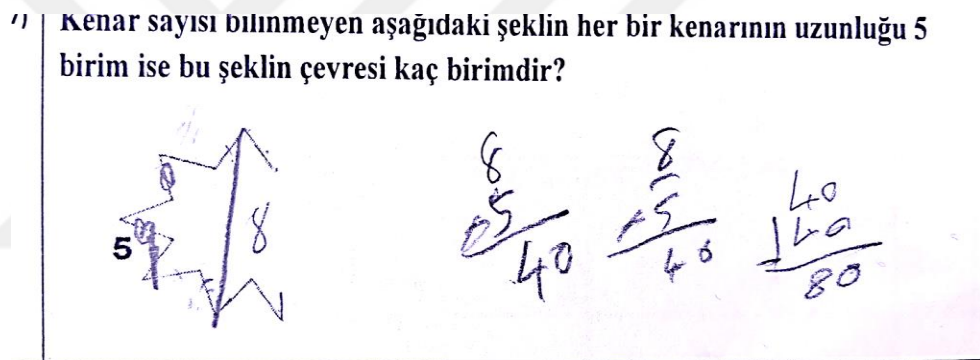 7) Kenar sayısı bilinmeyen aşağıdaki şeklin her bir kenarının uzunluğu 5
birim ise bu şeklin çevresi kaç birimdir?
8 8
5 5 40
5 8 40 40 40
80